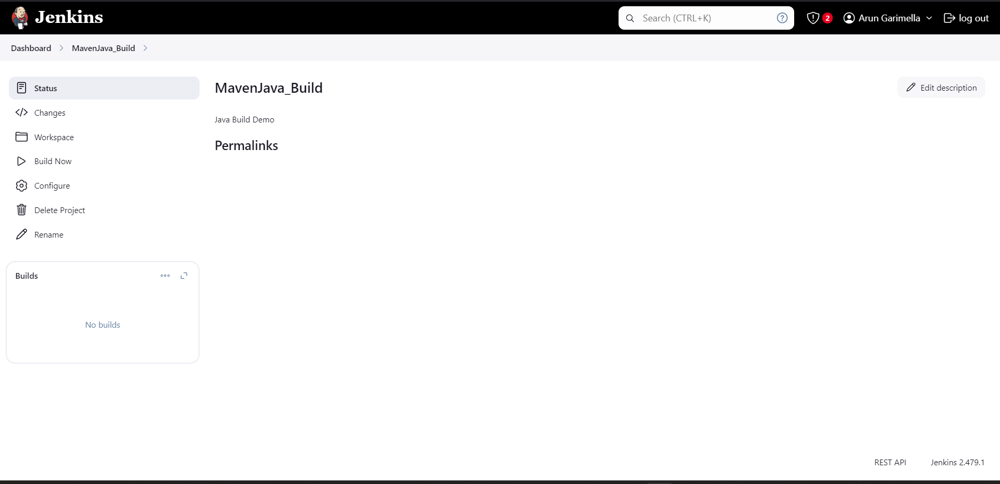 Jenkins
Search (CTRL+K)
2
Arun Garimella
log out
Dashboard
MavenJava_Build
Status
Changes
Workspace
Build Now
Configure
Delete Project
Rename
Builds
No builds
MavenJava_Build
Edit description
Java Build Demo
Permalinks
REST API
Jenkins 2.479.1